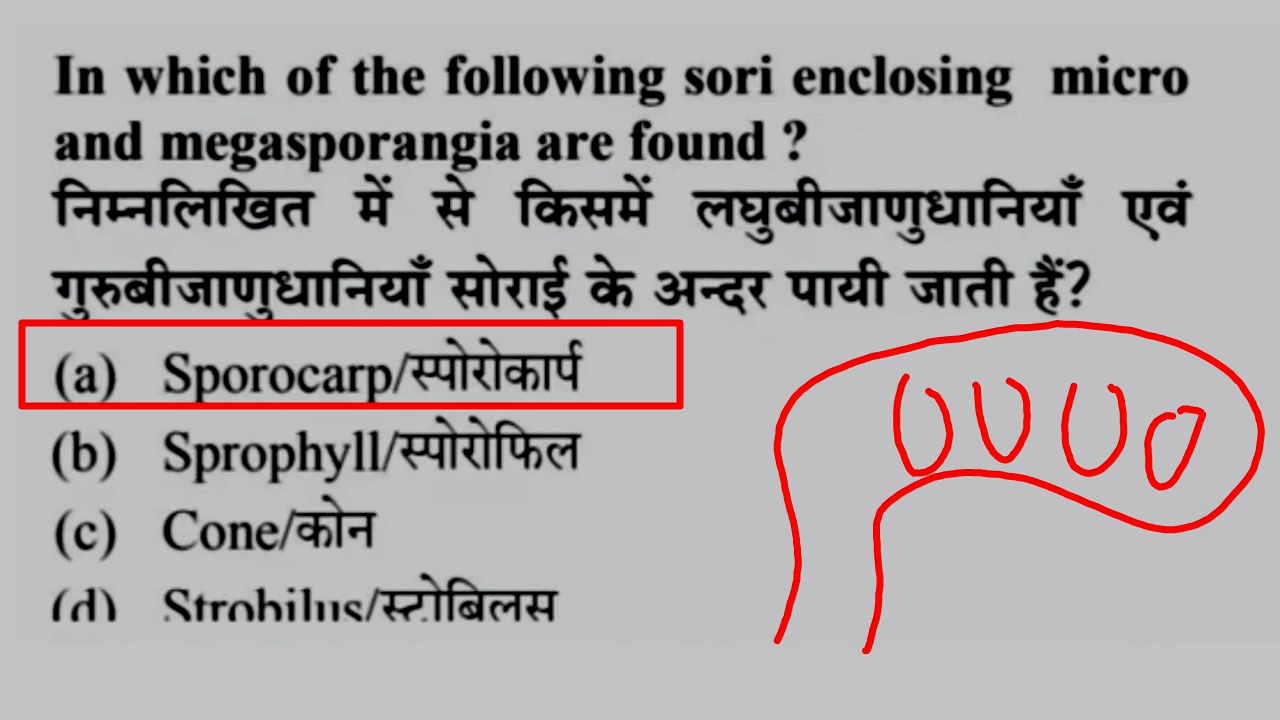 In which of the following sori enclosing micro
and megasporangia are found ?
निम्नलिखित में से किसमें लघुबीजाणुधानियाँ एवं
गुरुबीजाणुधानियाँ सोराई के अन्दर पायी जाती हैं?
(a) Sporocarp/स्पोरोकार्प
(b) Sprophyll/स्पोरोफिल
(c) Cone/कोन
(d) Strobilus/स्ट्रोबिलस